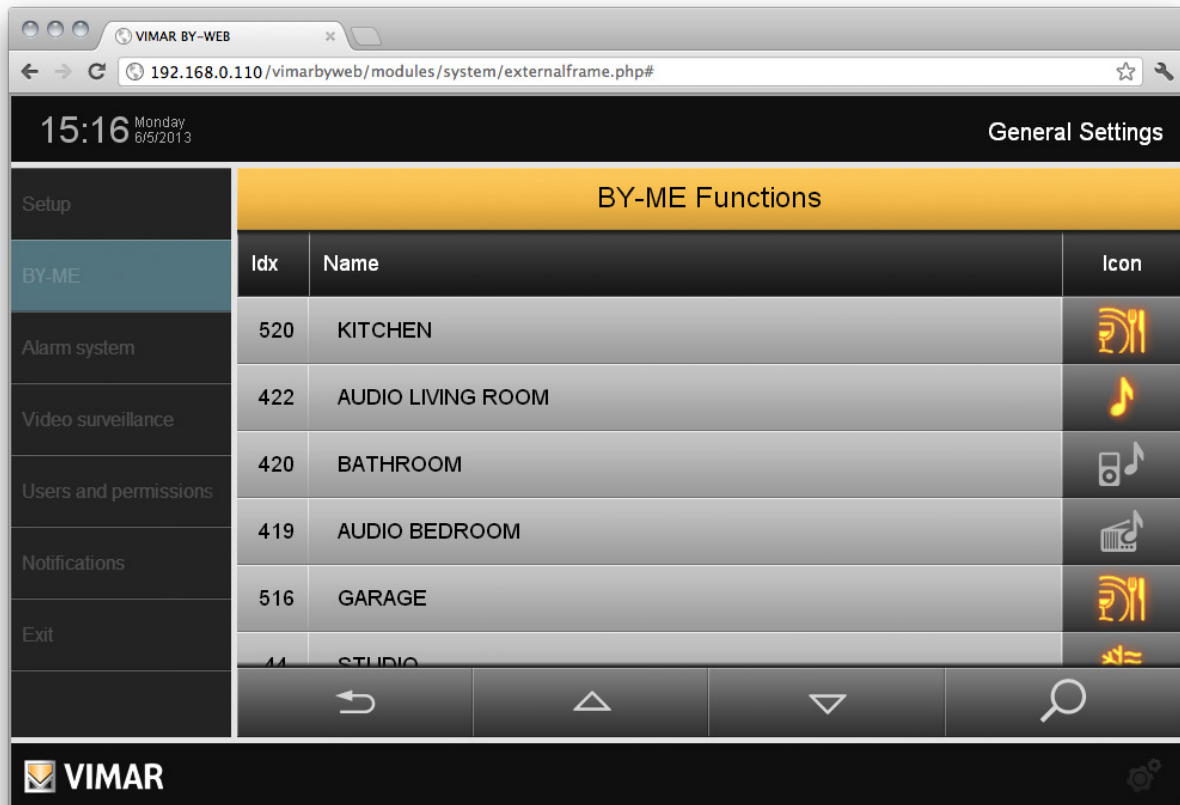 VIMAR BY-WEB
192.168.0.110/vimarbyweb/modules/system/externalframe.php#
15:16 Monday
6/5/2013
General Settings
Setup
BY-ME
Alarm system
Video surveillance
Users and permissions
Notifications
Exit
BY-ME Functions
Idx Name Icon
520 KITCHEN
422 AUDIO LIVING ROOM
420 BATHROOM
419 AUDIO BEDROOM
516 GARAGE
44 STUDIO
VIMAR